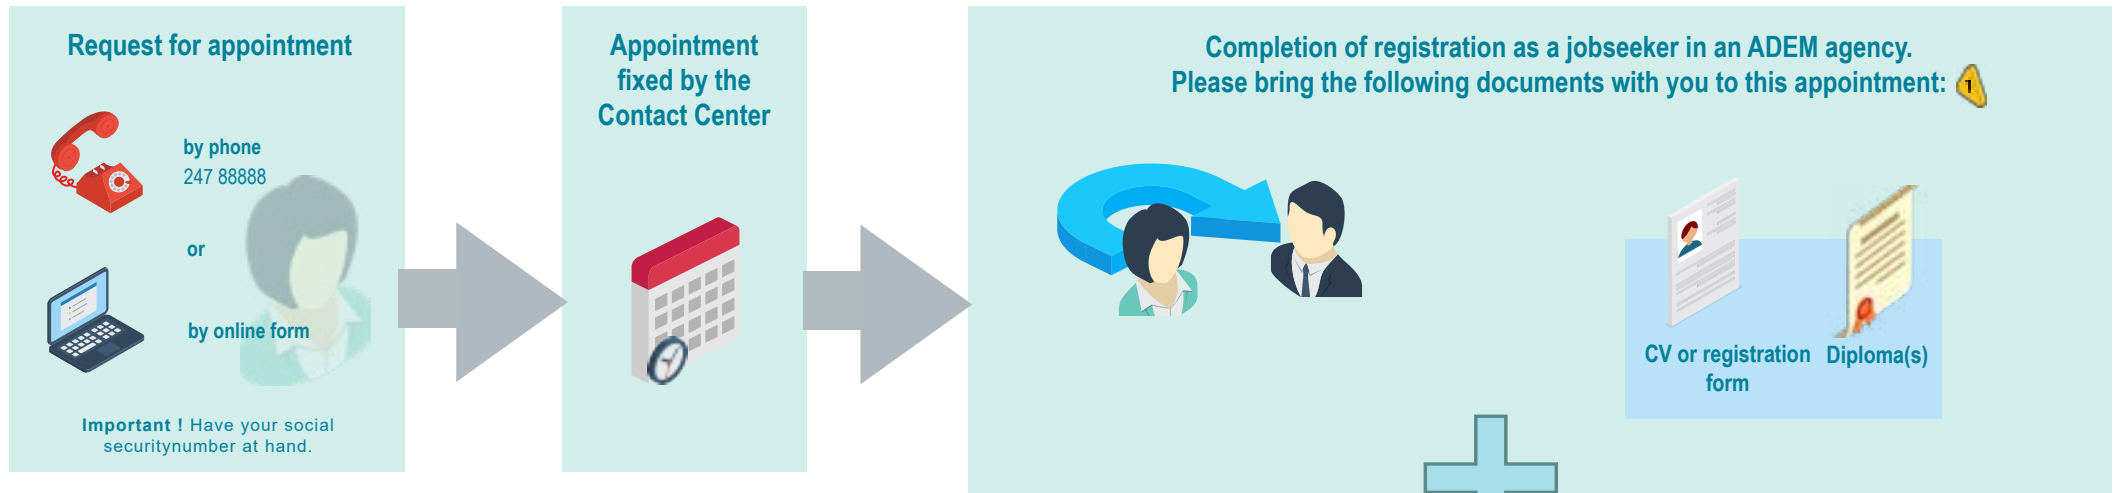 Request for appointment
by phone
247 88888
or
by online form
Important ! Have your social
securitynumber at hand.
Appointment
fixed by the
Contact Center
Completion of registration as a jobseeker in an ADEM agency.
Please bring the following documents with you to this appointment: 1
CV or registration
form
Diploma(s)